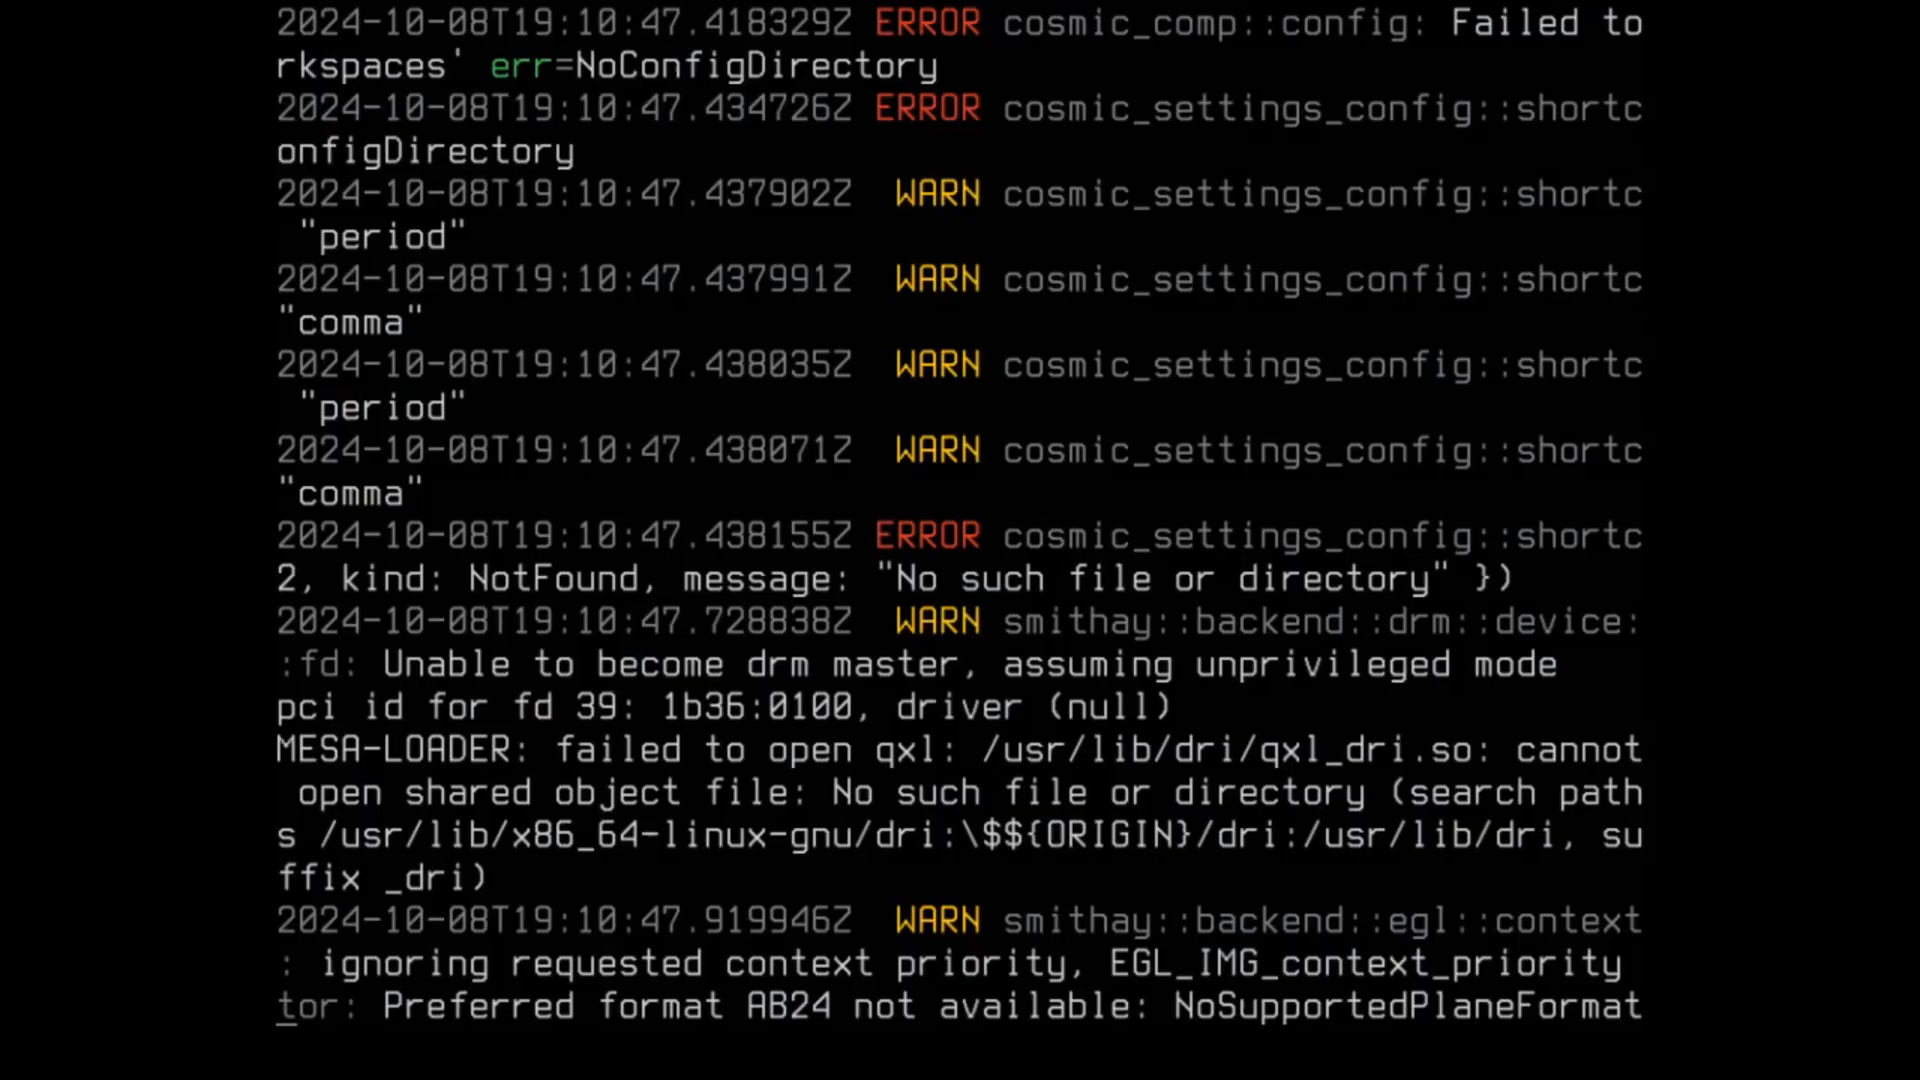 2024-10-08T19:10:47.418329Z ERROR cosmic_comp::config: Failed to
rkspaces' err=NoConfigDirectory
2024-10-08T19:10:47.434726Z ERROR cosmic_settings_config::shortc
onfigDirectory
2024-10-08T19:10:47.437902Z  WARN cosmic_settings_config::shortc
 "period"
2024-10-08T19:10:47.437991Z  WARN cosmic_settings_config::shortc
"comma"
2024-10-08T19:10:47.438035Z  WARN cosmic_settings_config::shortc
 "period"
2024-10-08T19:10:47.438071Z  WARN cosmic_settings_config::shortc
"comma"
2024-10-08T19:10:47.438155Z ERROR cosmic_settings_config::shortc
2, kind: NotFound, message: "No such file or directory" })
2024-10-08T19:10:47.728838Z  WARN smithay::backend::drm::device:
:fd: Unable to become drm master, assuming unprivileged mode
pci id for fd 39: 1b36:0100, driver (null)
MESA-LOADER: failed to open qxl: /usr/lib/dri/qxl_dri.so: cannot
 open shared object file: No such file or directory (search path
s /usr/lib/x86_64-linux-gnu/dri:\$${ORIGIN}/dri:/usr/lib/dri, su
ffix _dri)
2024-10-08T19:10:47.919946Z  WARN smithay::backend::egl::context
: ignoring requested context priority, EGL_IMG_context_priority
tor: Preferred format AB24 not available: NoSupportedPlaneFormat